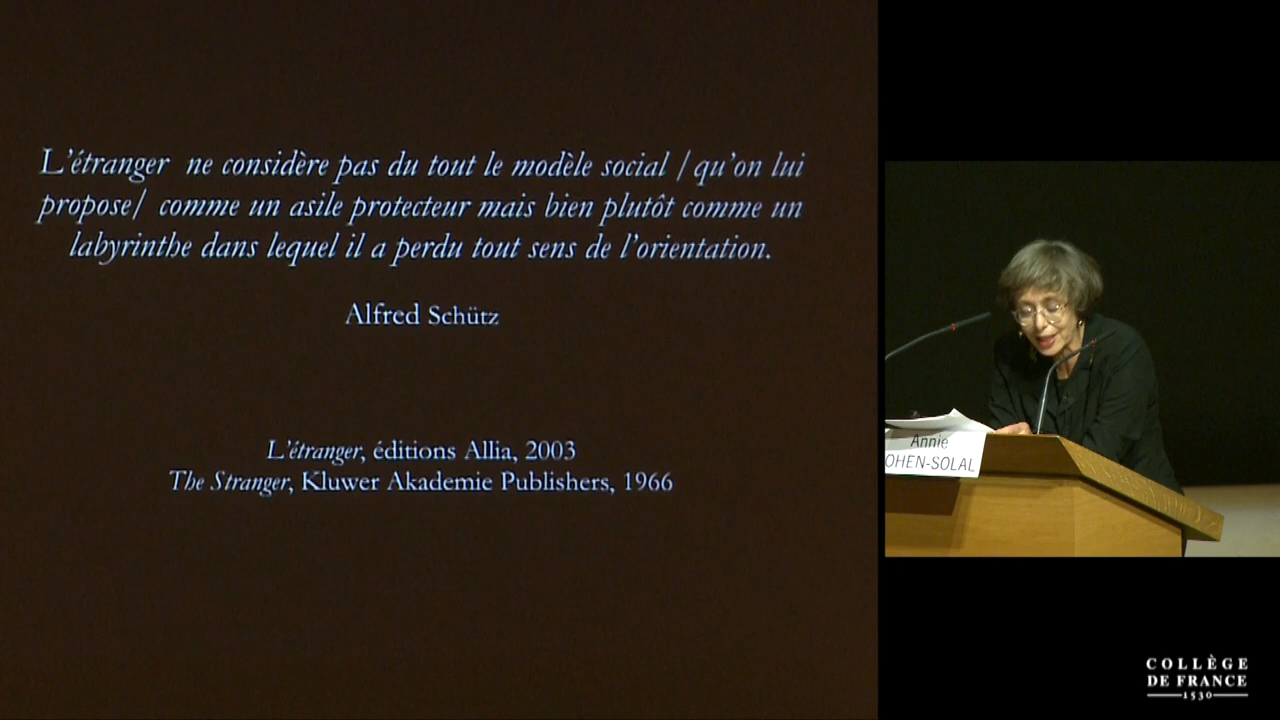 L'étranger ne considère pas du tout le modèle social /qu'on lui
propose/ comme un asile protecteur mais bien plutôt comme un
labyrinthe dans lequel il a perdu tout sens de l'orientation.
Alfred Schütz
L'étranger, éditions Allia, 2003
The Stranger, Kluwer Akademie Publishers, 1966
Annie
OHEN-SOLAL
COLLÈGE
DE FRANCE
1530